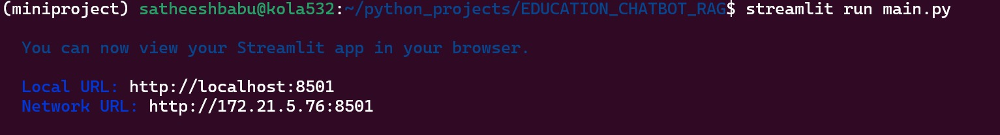 (miniproject) satheeshbabu@kola532:~/python_projects/EDUCATION_CHATBOT_RAG$ streamlit run main.py
You can now view your Streamlit app in your browser.
Local URL: http://localhost:8501
Network URL: http://172.21.5.76:8501